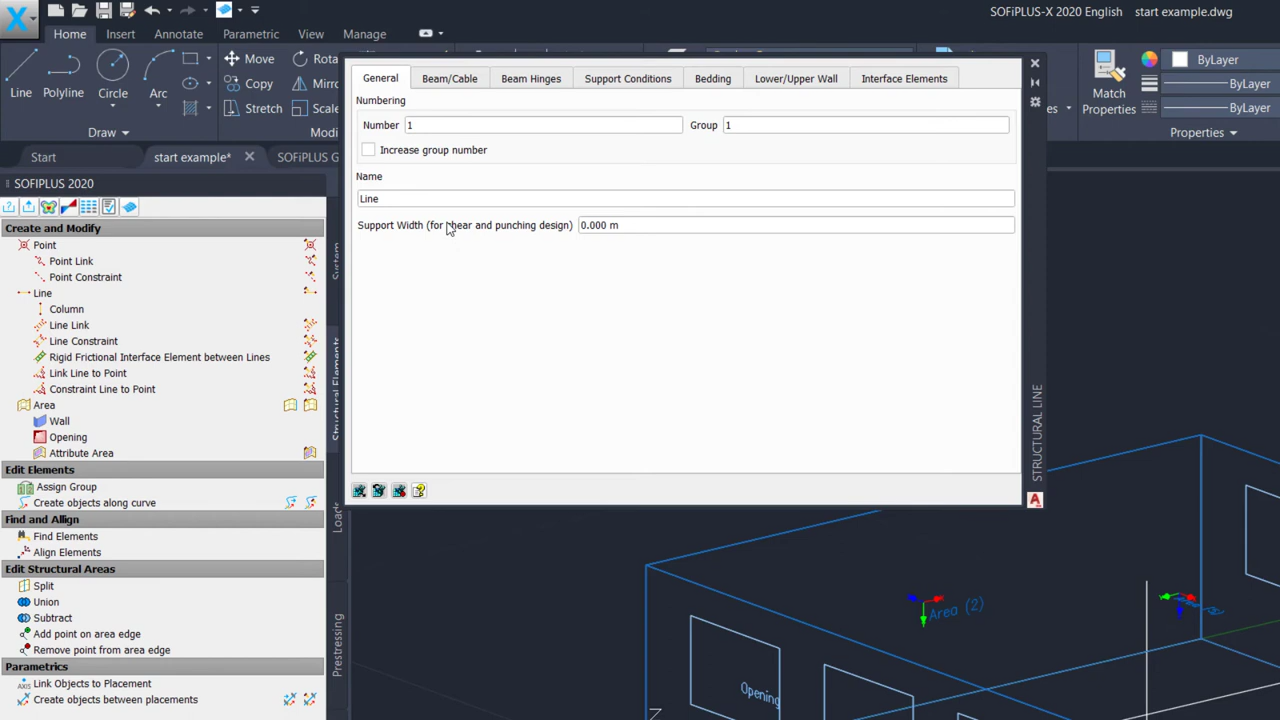 SOFiPLUS-X 2020 English start example.dwg
Home Insert Annotate Parametric View Manage
Line Polyline Circle Arc
Move
Copy
Stretch
Draw
Match Properties
ByLayer
ByLayer
ByLayer
Properties
Start start example*
SOFIPLUS 2020
Create and Modify
Point
Point Link
Point Constraint
Line
Column
Line Link
Line Constraint
Rigid Frictional Interface Element between Lines
Link Line to Point
Constraint Line to Point
Area
Wall
Opening
Attribute Area
Edit Elements
Assign Group
Create objects along curve
Find and Align
Find Elements
Align Elements
Edit Structural Areas
Split
Union
Subtract
Add point on area edge
Remove point from area edge
Parametrics
Link Objects to Placement
Create objects between placements
System
Structural Elements
Loads
Prestressing
General Beam/Cable Beam Hinges Support Conditions Bedding Lower/Upper Wall Interface Elements
Numbering
Number 1 Group 1
Increase group number
Name
Line
Support Width (for shear and punching design) 0.000 m
STRUCTURAL LINE
Area (2)
Opening